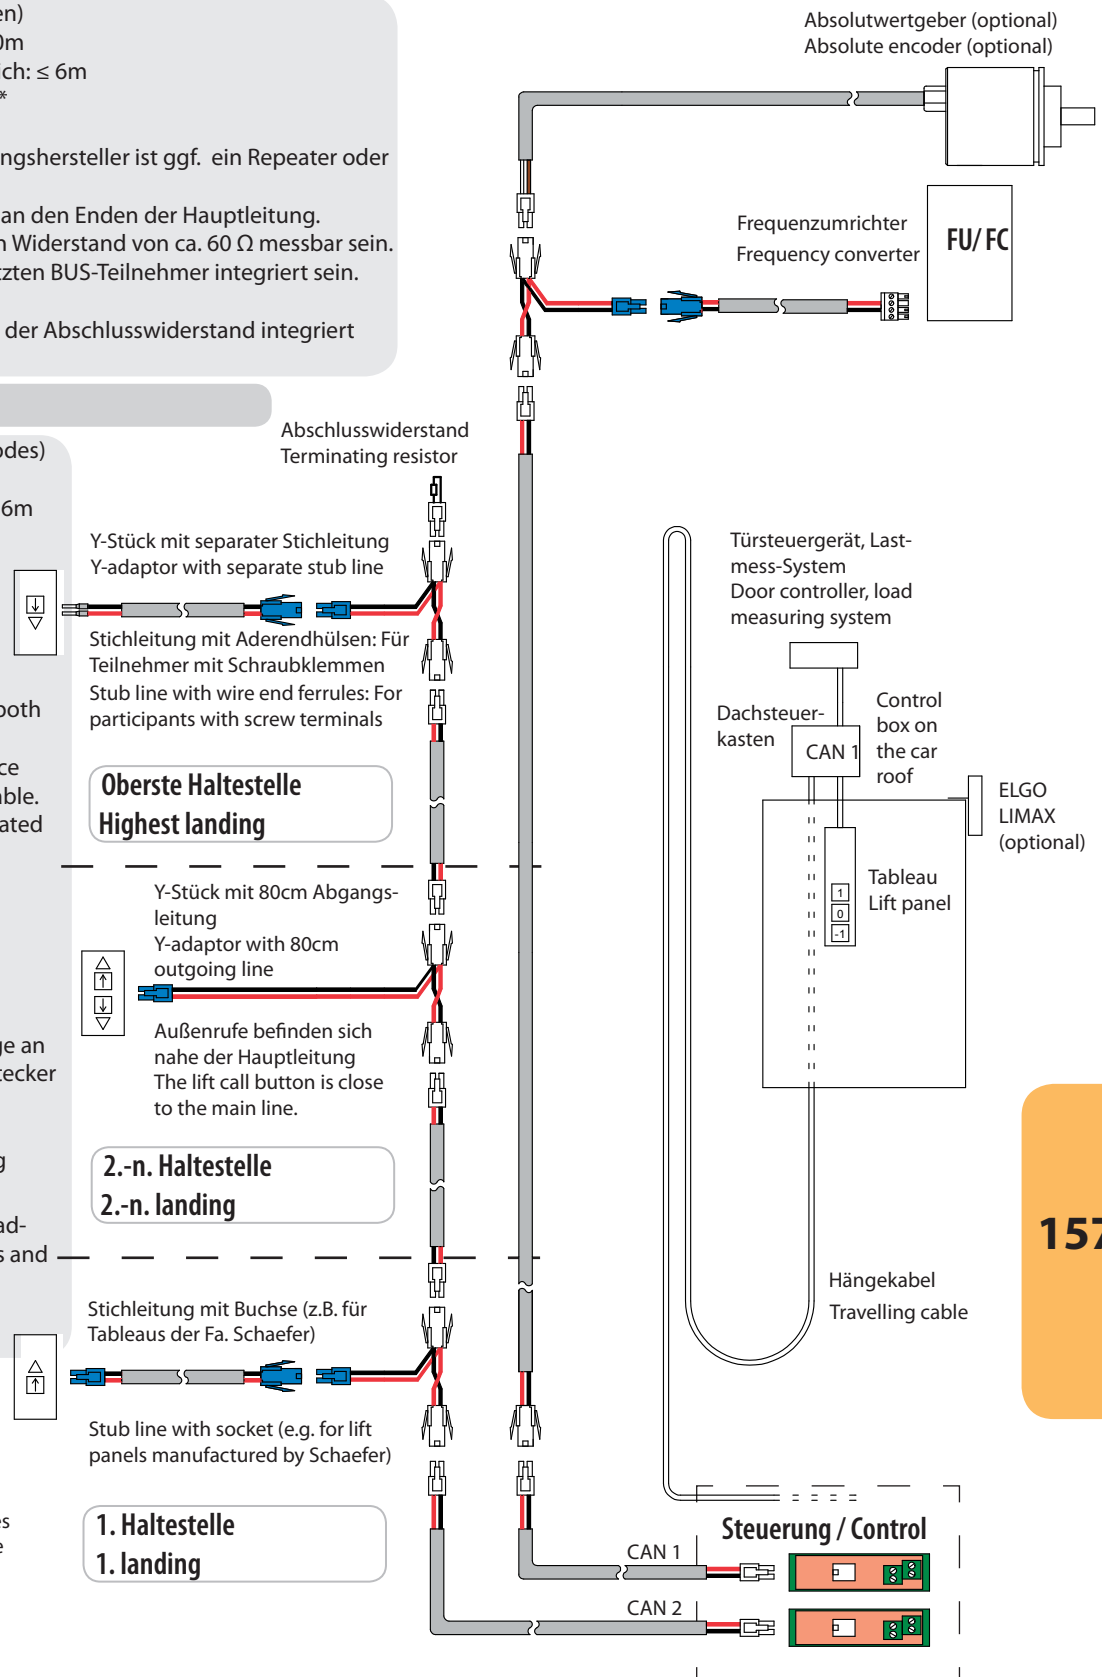 en)
0m
ich: ≤ 6m
*
ngshersteller ist ggf. ein Repeater oder
an den Enden der Hauptleitung.
n Widerstand von ca. 60 Ω messbar sein.
tzten BUS-Teilnehmer integriert sein.
der Abschlusswiderstand integriert
Absolutwertgeber (optional)
Absolute encoder (optional)
Frequenzumrichter
Frequency converter
FU/ FC
odes)
6m
both
ce
able.
ated
ge an
tecker
g
ad-
s and
es
e
Abschlusswiderstand
Terminating resistor
Y-Stück mit separater Stichleitung
Y-adaptor with separate stub line
Stichleitung mit Aderendhülsen: Für
Teilnehmer mit Schraubklemmen
Stub line with wire end ferrules: For
participants with screw terminals
Oberste Haltestelle
Highest landing
Y-Stück mit 80cm Abgangs-
leitung
Y-adaptor with 80cm
outgoing line
Außenrufe befinden sich
nahe der Hauptleitung
The lift call button is close
to the main line.
2.-n. Haltestelle
2.-n. landing
Stichleitung mit Buchse (z.B. für
Tableaus der Fa. Schaefer)
Stub line with socket (e.g. for lift
panels manufactured by Schaefer)
1. Haltestelle
1. landing
Türsteuergerät, Last-
mess-System
Door controller, load
measuring system
Dachsteuer-
kasten
CAN 1
Control
box on
the car
roof
ELGO
LIMAX
(optional)
Tableau
Lift panel
1
0
-1
Hängekabel
Travelling cable
157
Steuerung / Control
CAN 1
CAN 2